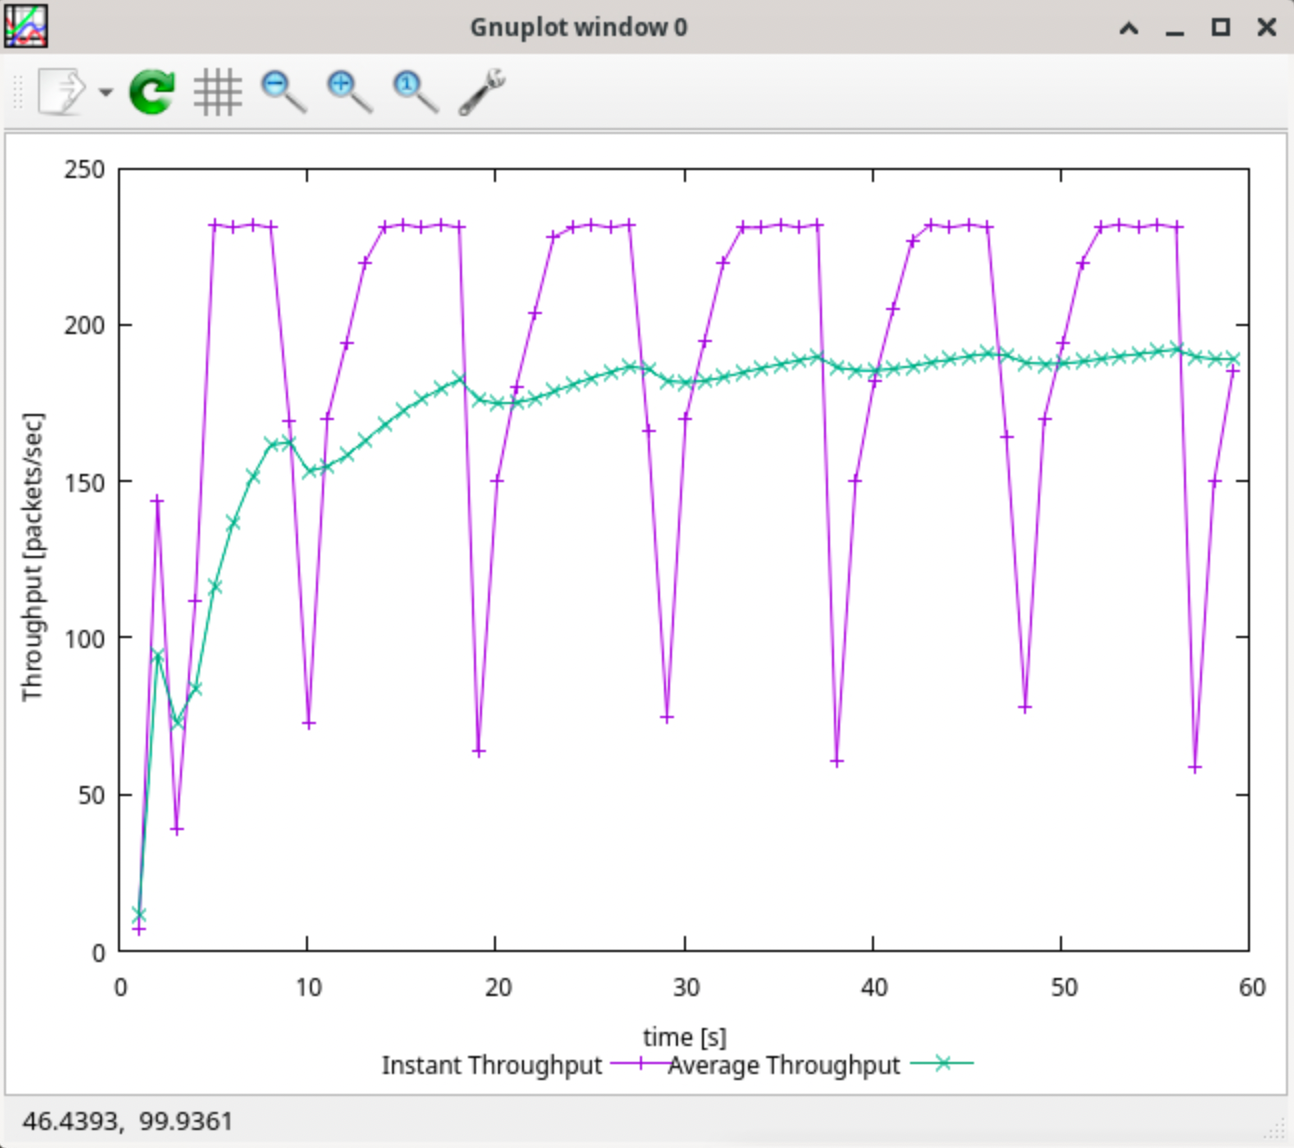 Gnuplot window 0
1
250
200
150
100
50
0
Throughput [packets/sec]
0 10 20 30 40 50 60
time [s]
Instant Throughput Average Throughput
46.4393, 99.9361